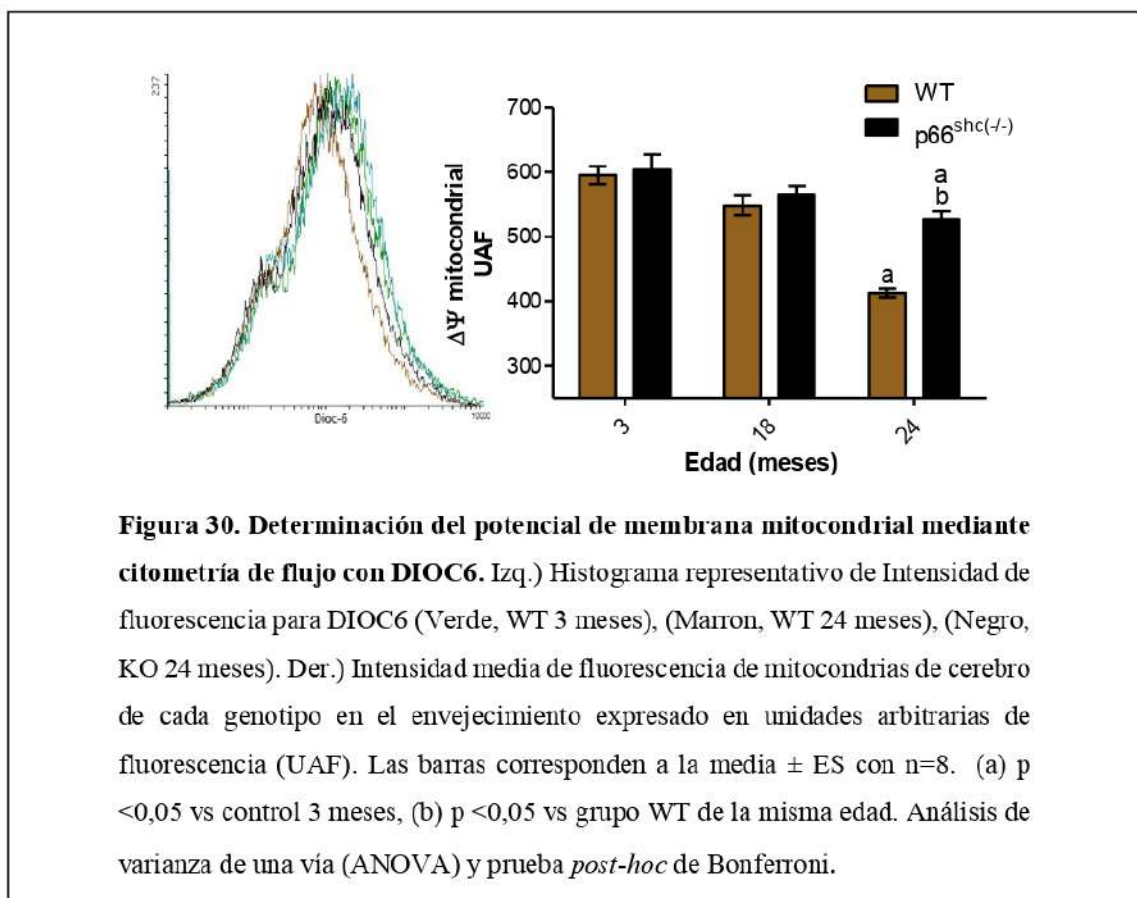 237
Dioc-6
10000
700
600
500
400
300
ΔΨ mitocondrial
UAF
WT
p66shc(-/-)
a
a
b
3
18
24
Edad (meses)
Figura 30. Determinación del potencial de membrana mitocondrial mediante
citometría de flujo con DIOC6. Izq.) Histograma representativo de Intensidad de
fluorescencia para DIOC6 (Verde, WT 3 meses), (Marron, WT 24 meses), (Negro,
KO 24 meses). Der.) Intensidad media de fluorescencia de mitocondrias de cerebro
de cada genotipo en el envejecimiento expresado en unidades arbitrarias de
fluorescencia (UAF). Las barras corresponden a la media ± ES con n=8. (a) p
<0,05 vs control 3 meses, (b) p <0,05 vs grupo WT de la misma edad. Análisis de
varianza de una vía (ANOVA) y prueba post-hoc de Bonferroni.